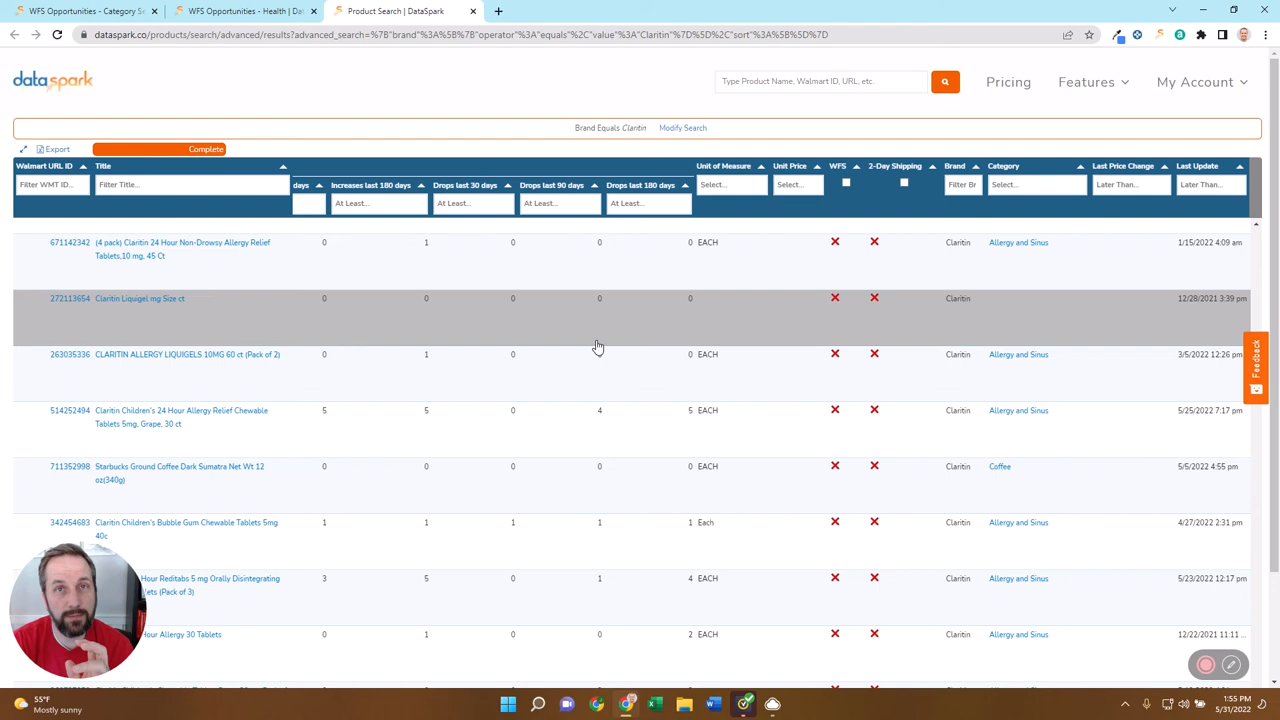 WFS Opportunities - Category Se
WFS Opportunities - Health | Dat
Product Search | DataSpark
dataspark.co/products/search/advanced/results?advanced_search=%7B"brand"%3A%7B"operator"%3A"equals"%2C"value"%3A"Claritin"%7D%5D%2C"sort"%3A%5B%5D%7D
dataspark
Type Product Name, Walmart ID, URL, etc.
Pricing
Features
My Account
Brand Equals Claritin Modify Search
Export
Complete
Walmart URL ID Title Unit of Measure Unit Price WFS 2-Day Shipping Brand Category Last Price Change Last Update
days Increases last 180 days Drops last 30 days Drops last 90 days Drops last 180 days
Filter WMT ID... Filter Title... Select... Select... Filter Br Select... Later Than... Later Than...
At Least... At Least... At Least... At Least...
671142342 (4 pack) Claritin 24 Hour Non-Drowsy Allergy Relief 0 1 0 0 0 EACH Claritin Allergy and Sinus 1/15/2022 4:09 am
Tablets,10 mg, 45 Ct
272113654 Claritin Liquigel mg Size ct 0 0 0 0 0 Claritin 12/28/2021 3:39 pm
263035336 CLARITIN ALLERGY LIQUIGELS 10MG 60 ct (Pack of 2) 0 1 0 0 0 EACH Claritin Allergy and Sinus 3/5/2022 12:26 pm
514252494 Claritin Children's 24 Hour Allergy Relief Chewable 5 5 0 4 5 EACH Claritin Allergy and Sinus 5/25/2022 7:17 pm
Tablets 5mg, Grape, 30 ct
711352998 Starbucks Ground Coffee Dark Sumatra Net Wt 12 0 0 0 0 0 EACH Claritin Coffee 5/5/2022 4:55 pm
oz(340g)
342454683 Claritin Children's Bubble Gum Chewable Tablets 5mg 1 1 1 1 1 Each Claritin Allergy and Sinus 4/27/2022 2:31 pm
40c
Hour Reditabs 5 mg Orally Disintegrating 3 5 0 1 4 EACH Claritin Allergy and Sinus 5/23/2022 12:17 pm
lets (Pack of 3)
Hour Allergy 30 Tablets 0 1 0 0 2 EACH Claritin Allergy and Sinus 12/22/2021 11:11 ...
Feedback
55°F
Mostly sunny
1:55 PM
5/31/2022